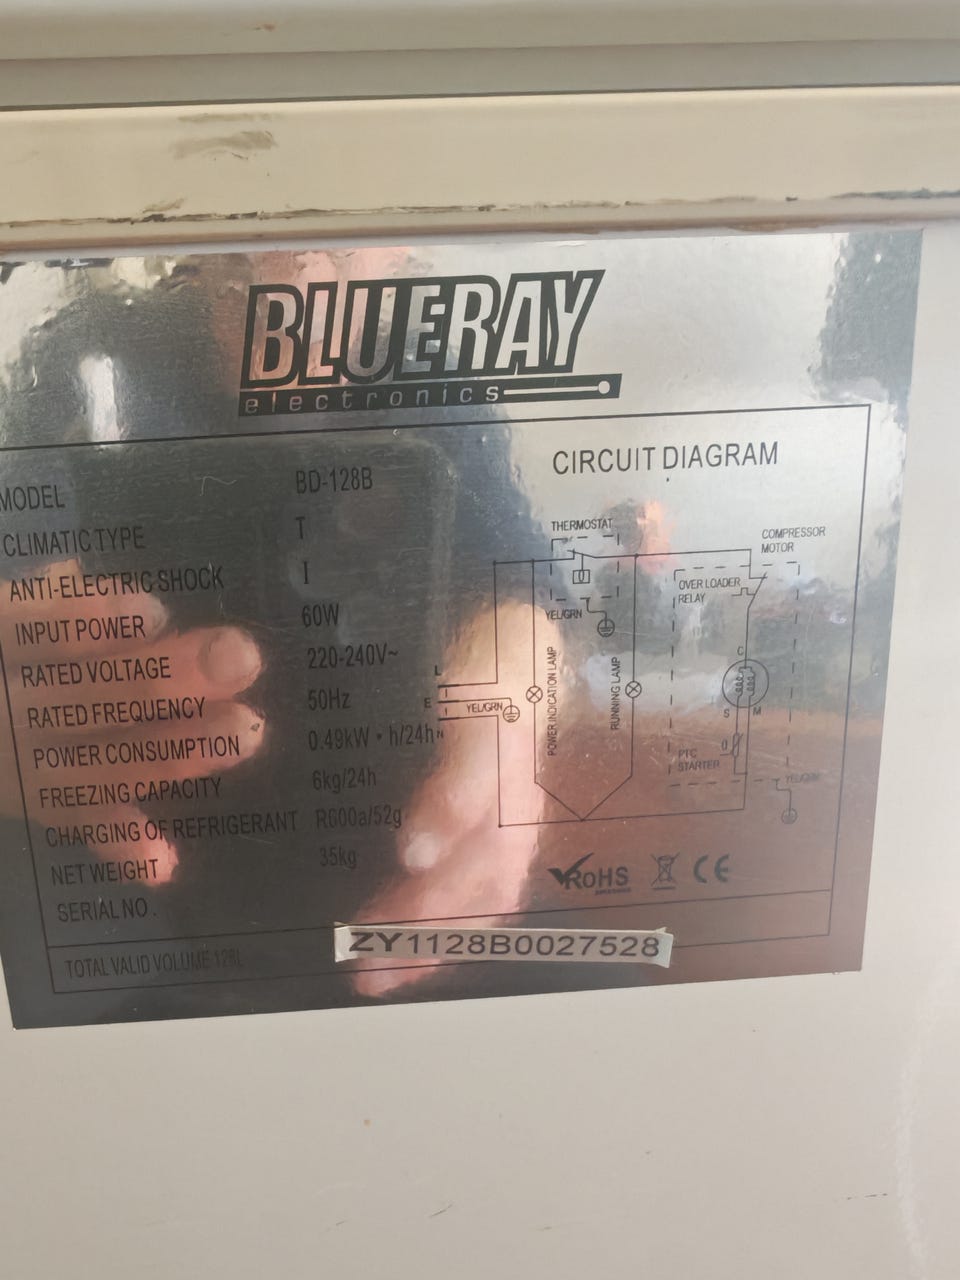 BLUERAY
electronics
MODEL BD-128B
CLIMATIC TYPE T
ANTI-ELECTRIC SHOCK I
INPUT POWER 60W
RATED VOLTAGE 220-240V~
RATED FREQUENCY 50Hz
POWER CONSUMPTION 0.49kW•h/24h
FREEZING CAPACITY 6kg/24h
CHARGING OF REFRIGERANT R600a/52g
NET WEIGHT 35kg
SERIAL NO.
ZY1128B0027528
TOTAL VALID VOLUME 128L
CIRCUIT DIAGRAM
THERMOSTAT
COMPRESSOR
MOTOR
OVER LOADER
RELAY
YEL/GRN
L
E
N
YEL/GRN
POWER INDICATION LAMP
RUNNING LAMP
C
S M
PTC
STARTER
YEL/GRN
RoHS
CE